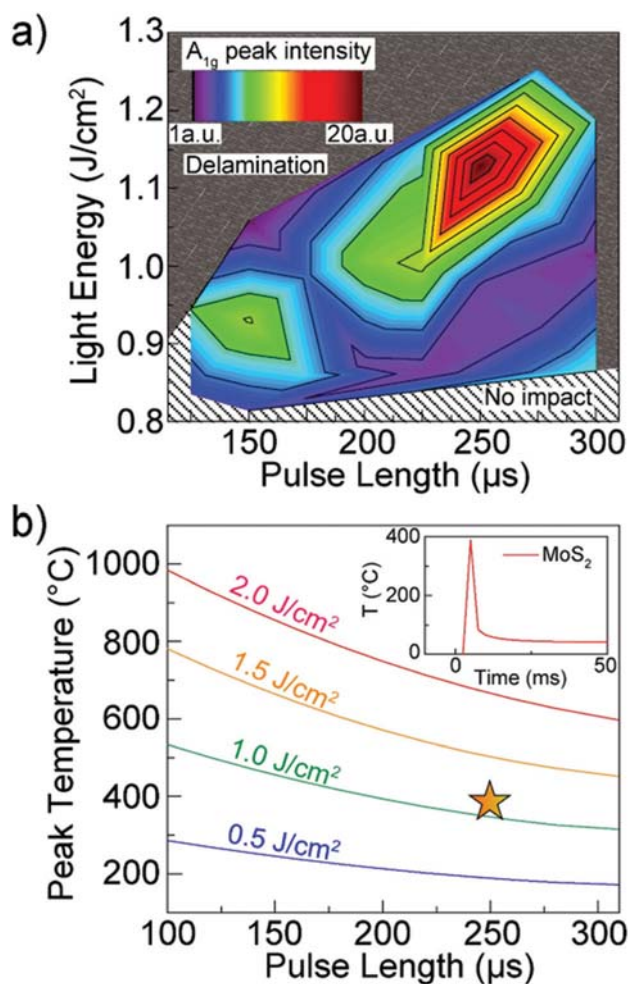 a)
1.3
1.2
1.1
1.0
0.9
0.8
Light Energy (J/cm²)
A1g peak intensity
1a.u. 20a.u.
Delamination
No impact
150 200 250 300
Pulse Length (µs)
b)
1000
800
600
400
200
Peak Temperature (°C)
2.0 J/cm²
1.5 J/cm²
1.0 J/cm²
0.5 J/cm²
400
200
0
T (°C)
MoS2
0 50
Time (ms)
100 150 200 250 300
Pulse Length (µs)